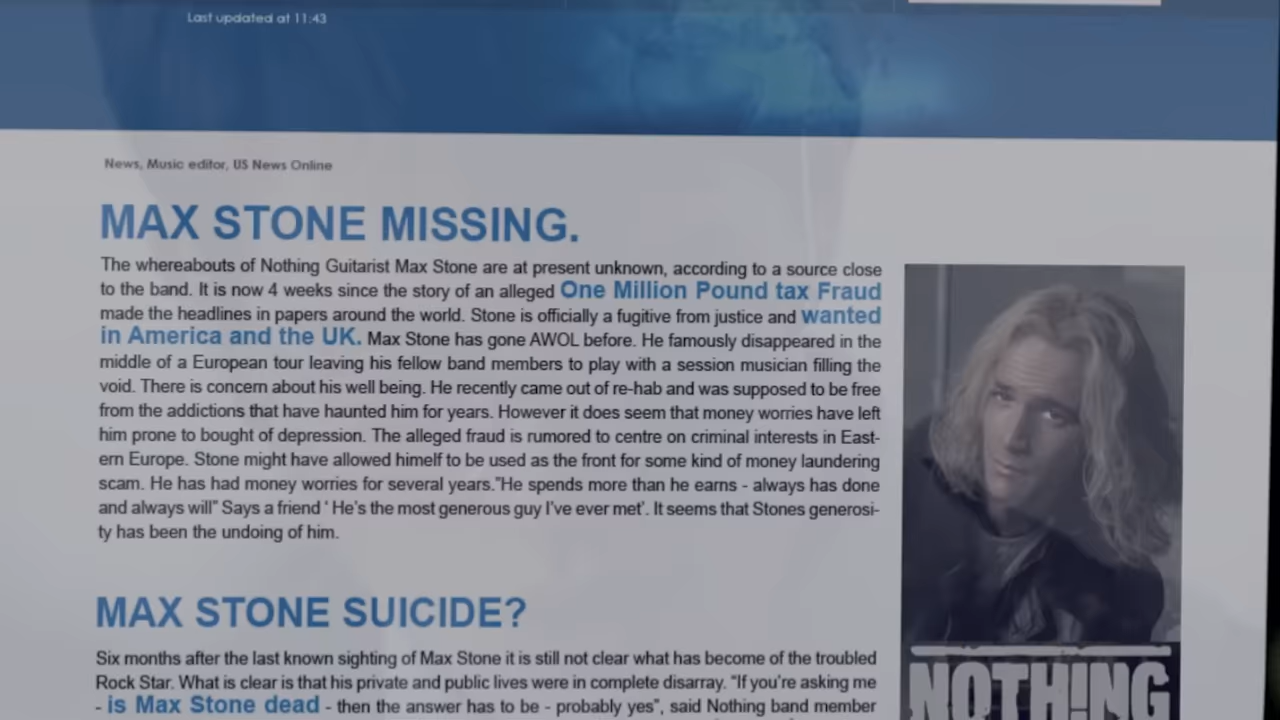 Last updated at 11:43
News, Music editor, US News Online
MAX STONE MISSING.
The whereabouts of Nothing Guitarist Max Stone are at present unknown, according to a source close
to the band. It is now 4 weeks since the story of an alleged One Million Pound tax Fraud
made the headlines in papers around the world. Stone is officially a fugitive from justice and wanted
in America and the UK. Max Stone has gone AWOL before. He famously disappeared in the
middle of a European tour leaving his fellow band members to play with a session musician filling the
void. There is concern about his well being. He recently came out of re-hab and was supposed to be free
from the addictions that have haunted him for years. However it does seem that money worries have left
him prone to bought of depression. The alleged fraud is rumored to centre on criminal interests in East-
ern Europe. Stone might have allowed himelf to be used as the front for some kind of money laundering
scam. He has had money worries for several years."He spends more than he earns - always has done
and always will" Says a friend ' He's the most generous guy I've ever met'. It seems that Stones generosi-
ty has been the undoing of him.
MAX STONE SUICIDE?
Six months after the last known sighting of Max Stone it is still not clear what has become of the troubled
Rock Star. What is clear is that his private and public lives were in complete disarray. "If you're asking me
- is Max Stone dead - then the answer has to be - probably yes", said Nothing band member
NOTH!NG